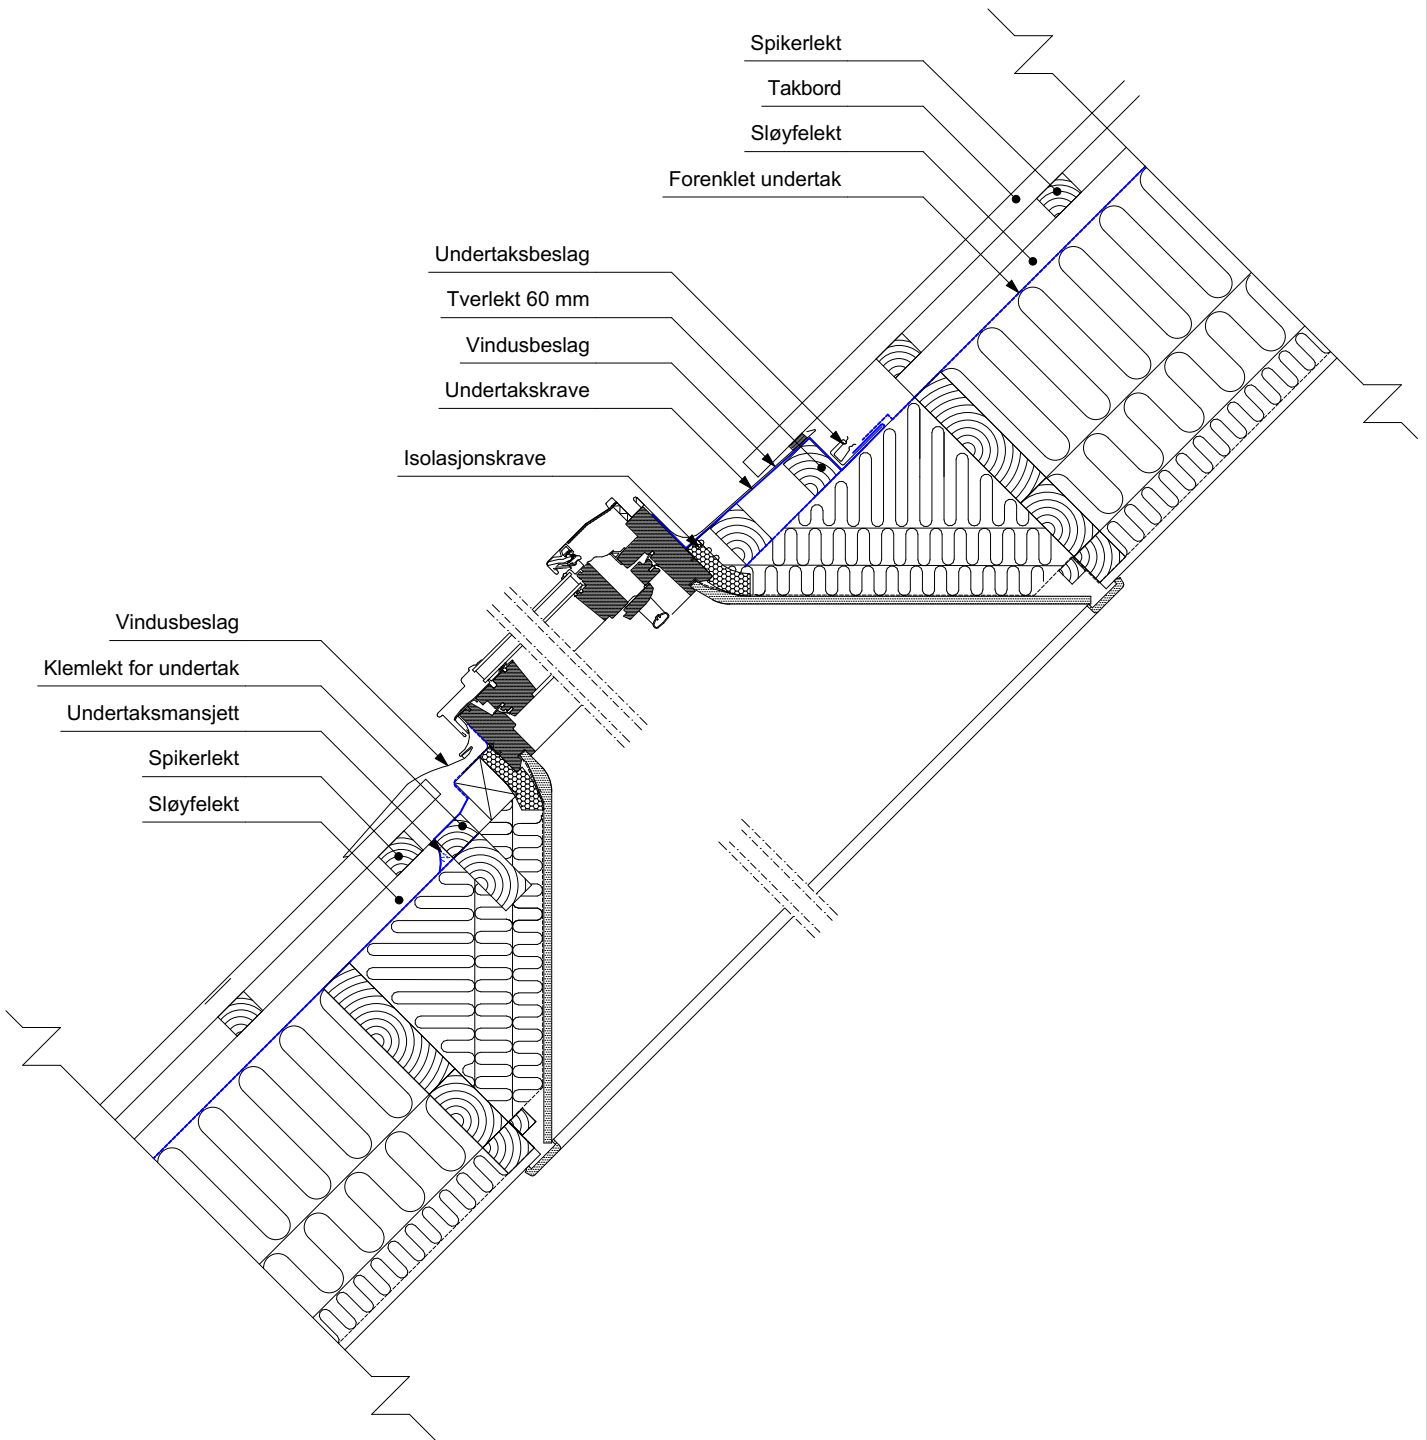 Spikerlekt
Takbord
Sløyfelekt
Forenklet undertak
Undertaksbeslag
Tverlekt 60 mm
Vindusbeslag
Undertakskrave
Isolasjonskrave
Vindusbeslag
Klemlekt for undertak
Undertaksmansjett
Spikerlekt
Sløyfelekt